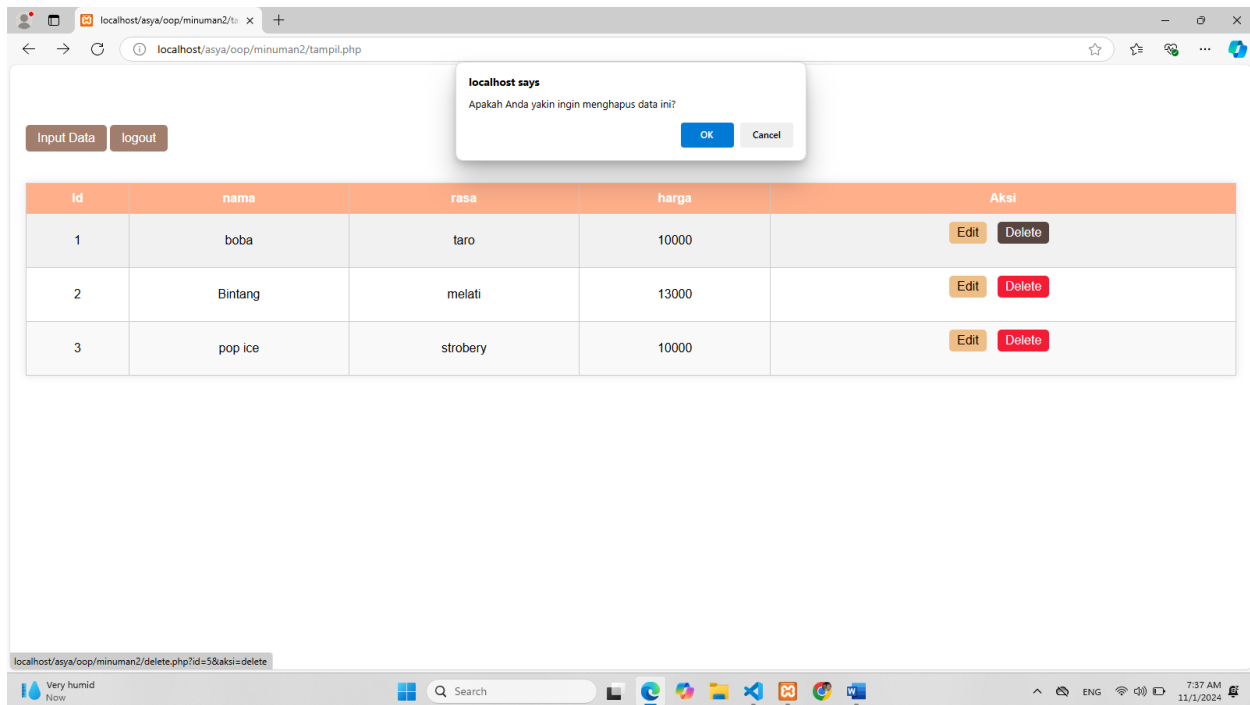 localhost/asya/oop/minuman2/ta
localhost/asya/oop/minuman2/tampil.php
localhost says
Apakah Anda yakin ingin menghapus data ini?
OK Cancel
Input Data logout
Id nama rasa harga Aksi
1 boba taro 10000 Edit Delete
2 Bintang melati 13000 Edit Delete
3 pop ice strobery 10000 Edit Delete
localhost/asya/oop/minuman2/delete.php?id=5&aksi=delete
Very humid
Now
Search
ENG
7:37 AM
11/1/2024